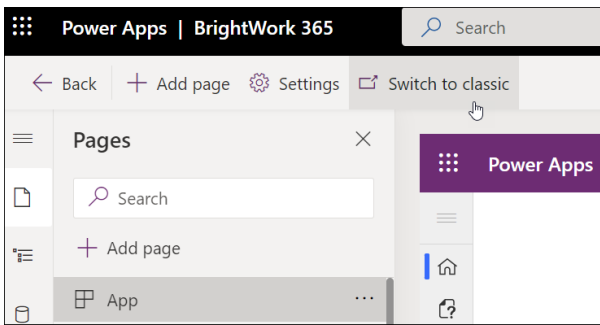 Power Apps | BrightWork 365
Search
Back
Add page
Settings
Switch to classic
Pages
Search
Add page
App
Power Apps